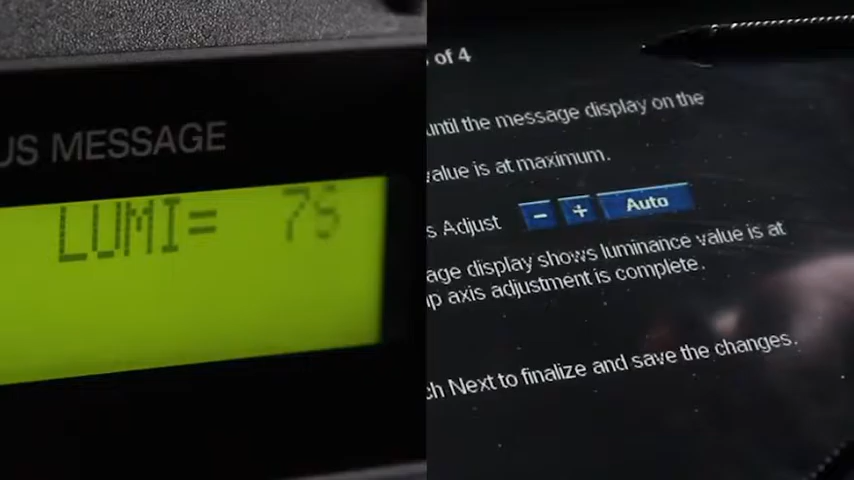 US MESSAGE
LUMI=
of 4
until the message display on the
value is at maximum.
s Adjust - + Auto
age display shows luminance value is at
p axis adjustment is complete.
ch Next to finalize and save the changes.